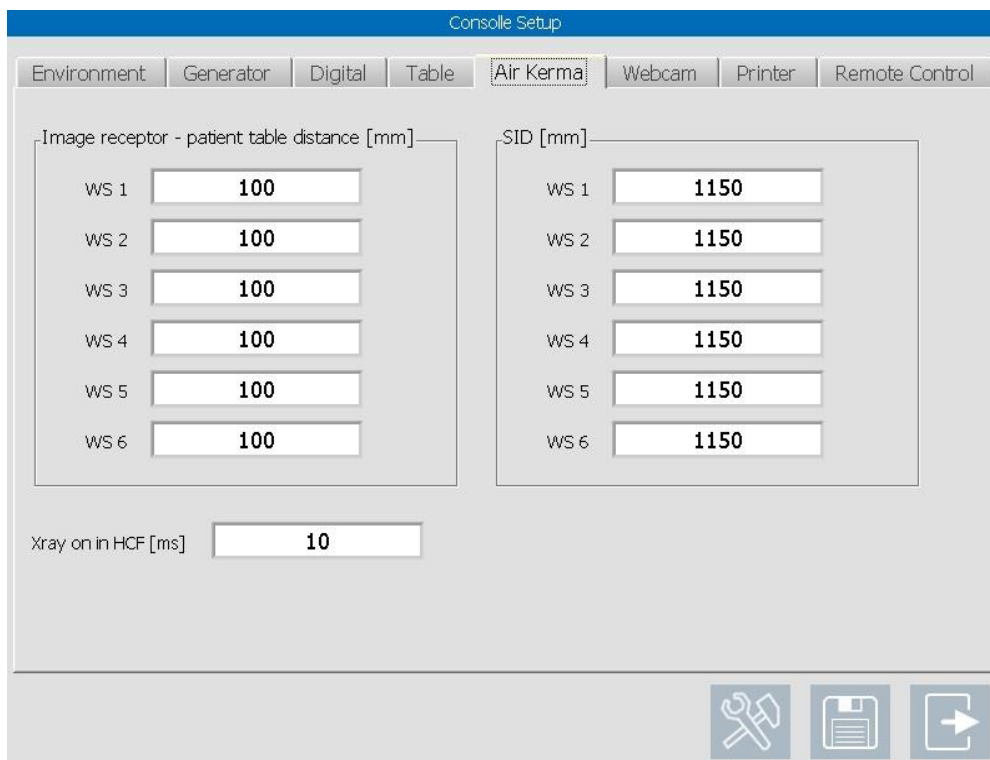 Consolle Setup
Environment Generator Digital Table Air Kerma Webcam Printer Remote Control
Image receptor - patient table distance [mm]
WS 1 100
WS 2 100
WS 3 100
WS 4 100
WS 5 100
WS 6 100
SID [mm]
WS 1 1150
WS 2 1150
WS 3 1150
WS 4 1150
WS 5 1150
WS 6 1150
Xray on in HCF [ms] 10